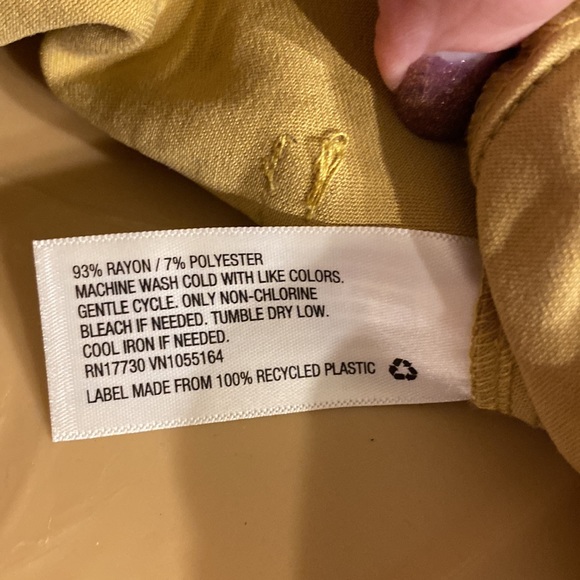 93% RAYON / 7% POLYESTER
MACHINE WASH COLD WITH LIKE COLORS.
GENTLE CYCLE. ONLY NON-CHLORINE
BLEACH IF NEEDED. TUMBLE DRY LOW.
COOL IRON IF NEEDED.
RN17730 VN1055164
LABEL MADE FROM 100% RECYCLED PLASTIC